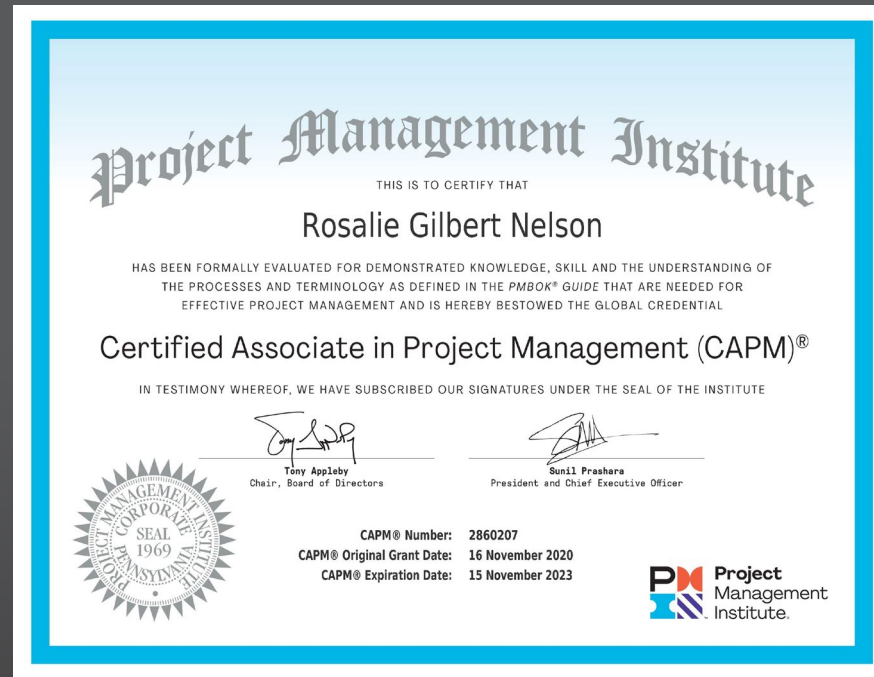 Project Management Institute
THIS IS TO CERTIFY THAT
Rosalie Gilbert Nelson
HAS BEEN FORMALLY EVALUATED FOR DEMONSTRATED KNOWLEDGE, SKILL AND THE UNDERSTANDING OF
THE PROCESSES AND TERMINOLOGY AS DEFINED IN THE PMBOK® GUIDE THAT ARE NEEDED FOR
EFFECTIVE PROJECT MANAGEMENT AND IS HEREBY BESTOWED THE GLOBAL CREDENTIAL
Certified Associate in Project Management (CAPM)®
IN TESTIMONY WHEREOF, WE HAVE SUBSCRIBED OUR SIGNATURES UNDER THE SEAL OF THE INSTITUTE
Tony Appleby
Chair, Board of Directors
Sunil Prashara
President and Chief Executive Officer
PROJECT MANAGEMENT INSTITUTE
CORPORATE
SEAL
1969
PENNSYLVANIA
CAPM® Number: 2860207
CAPM® Original Grant Date: 16 November 2020
CAPM® Expiration Date: 15 November 2023
PM
Project
Management
Institute.